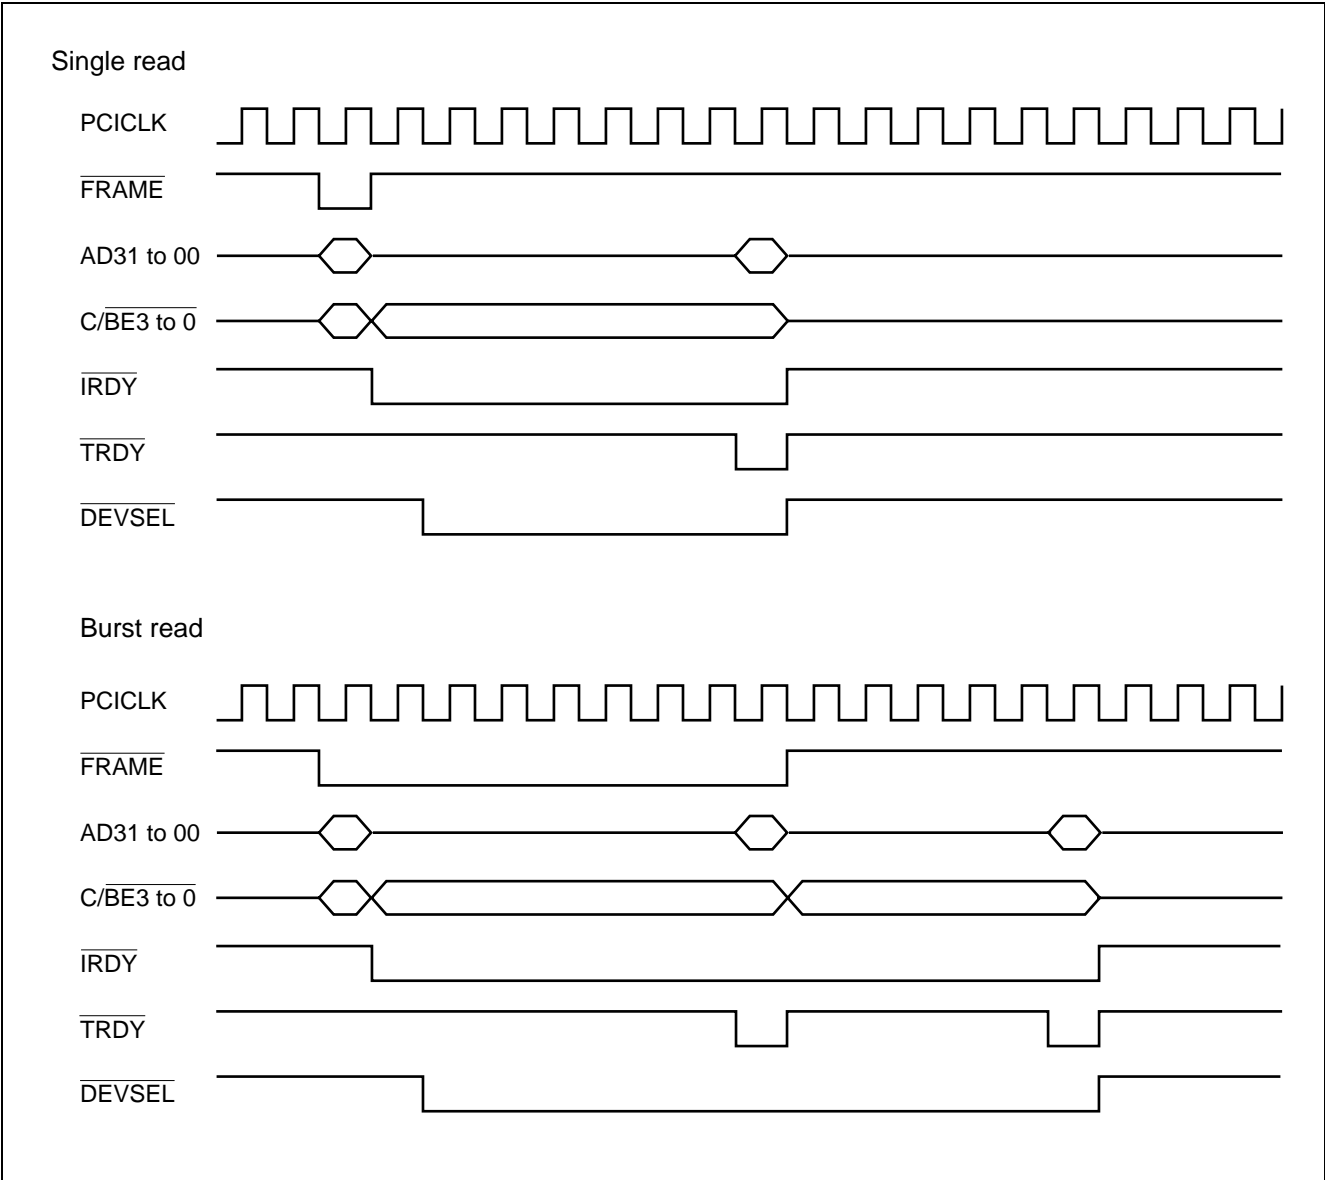 Single read
PCICLK
FRAME
AD31 to 00
C/BE3 to 0
IRDY
TRDY
DEVSEL
Burst read
PCICLK
FRAME
AD31 to 00
C/BE3 to 0
IRDY
TRDY
DEVSEL